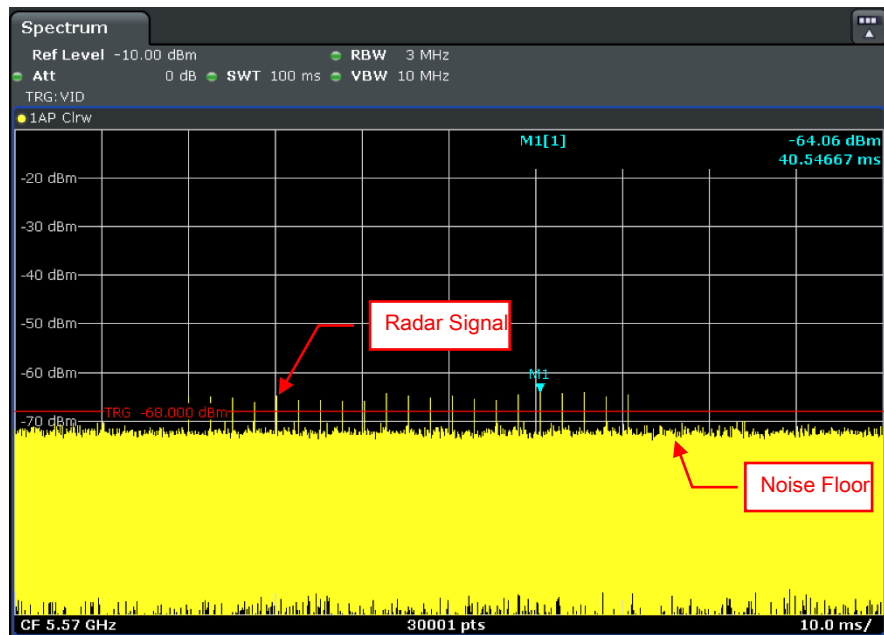 Spectrum
Ref Level -10.00 dBm RBW 3 MHz
Att 0 dB SWT 100 ms VBW 10 MHz
TRG:VID
1AP Clrw
M1[1] -64.06 dBm
40.54667 ms
-20 dBm
-30 dBm
-40 dBm
-50 dBm
Radar Signal
-60 dBm
M1
TRG -68.000 dBm
-70 dBm
Noise Floor
CF 5.57 GHz 30001 pts 10.0 ms/